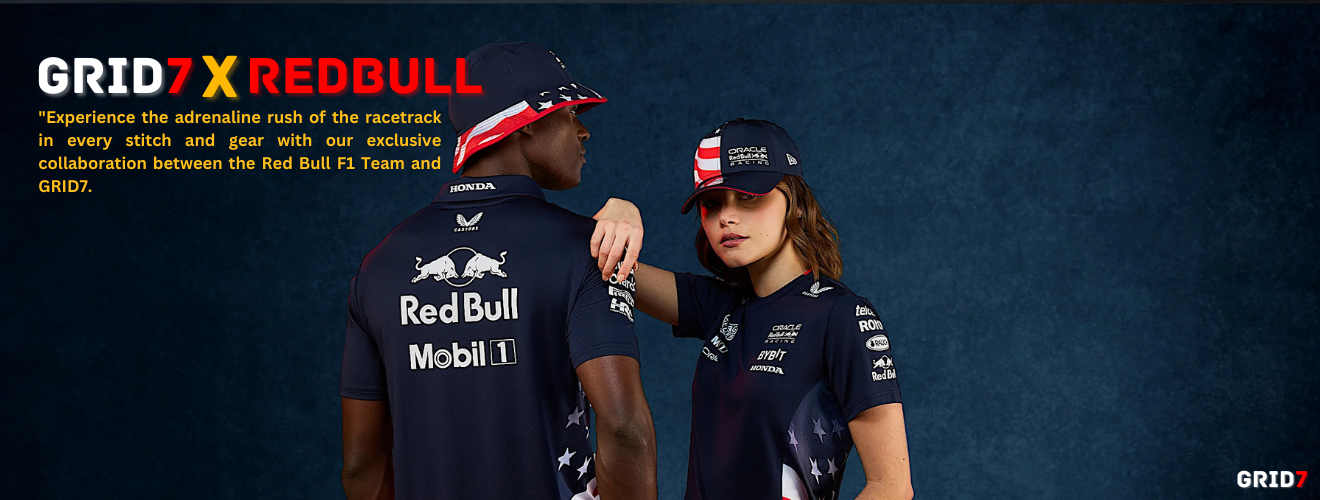 GRID7 X REDBULL
"Experience the adrenaline rush of the racetrack
in every stitch and gear with our exclusive
collaboration between the Red Bull F1 Team and
GRID7.
HONDA
CASTORE
Red Bull
Mobil 1
ORACLE
Red Bull
RACING
ORACLE
Red Bull
RACING
BYBIT
HONDA
RAUCH
Red Bull
GRID7